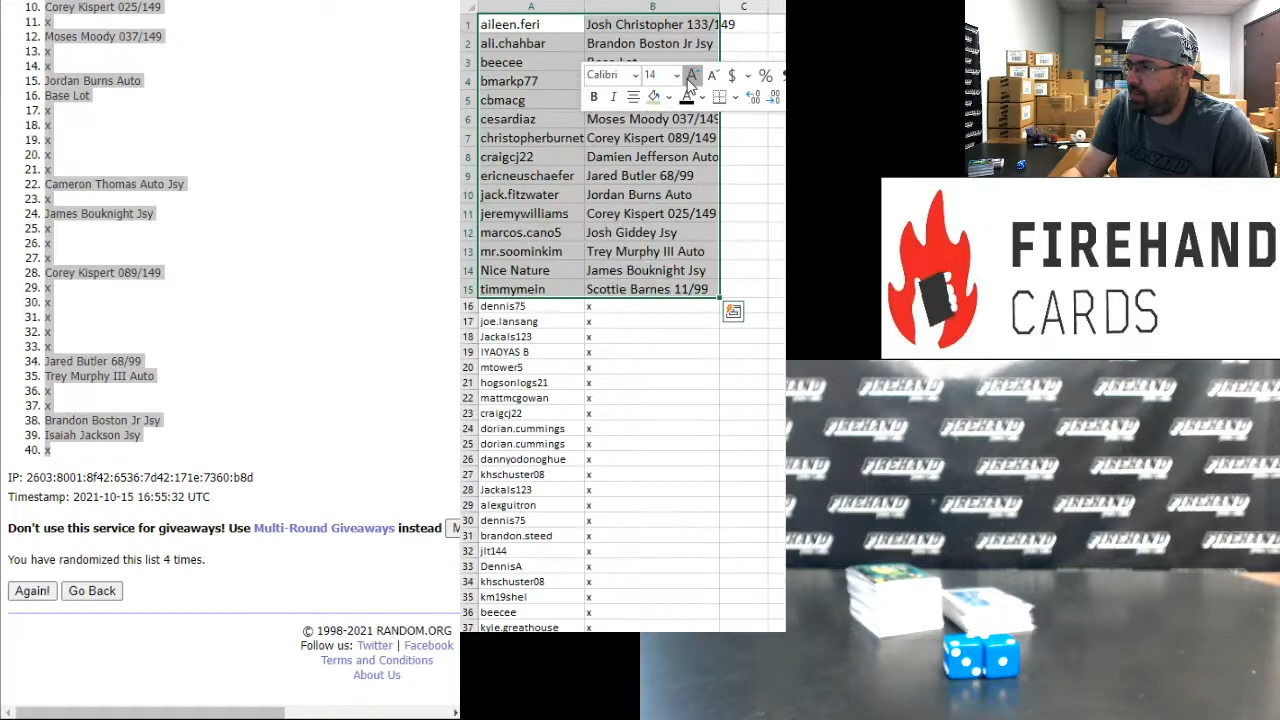 10. Corey Kispert 025/149
11. x
12. Moses Moody 037/149
13. x
14. x
15. Jordan Burns Auto
16. Base Lot
17. x
18. x
19. x
20. x
21. x
22. Cameron Thomas Auto Jsy
23. x
24. James Bouknight Jsy
25. x
26. x
27. x
28. Corey Kispert 089/149
29. x
30. x
31. x
32. x
33. x
34. Jared Butler 68/99
35. Trey Murphy III Auto
36. x
37. x
38. Brandon Boston Jr Jsy
39. Isaiah Jackson Jsy
40. x
IP: 2603:8001:8f42:6536:7d42:171e:7360:b8d
Timestamp: 2021-10-15 16:55:32 UTC
Don't use this service for giveaways! Use Multi-Round Giveaways instead
You have randomized this list 4 times.
Again! Go Back
© 1998-2021 RANDOM.ORG
Follow us: Twitter | Facebook
Terms and Conditions
About Us
A B C
1 aileen.feri Josh Christopher 133/149
2 ali.chahbar Brandon Boston Jr Jsy
3 beecee
Calibri 14 A A $ %
4 bmarkp77
B I
5 cbmacg
6 cesardiaz Moses Moody 037/149
7 christopherburnet Corey Kispert 089/149
8 craigcj22 Damien Jefferson Auto
9 ericneuschaefer Jared Butler 68/99
10 jack.fitzwater Jordan Burns Auto
11 jeremywilliams Corey Kispert 025/149
12 marcos.cano5 Josh Giddey Jsy
13 mr.soominkim Trey Murphy III Auto
14 Nice Nature James Bouknight Jsy
15 timmymein Scottie Barnes 11/99
16 dennis75 x
17 joe.lansang x
18 Jackals123 x
19 IYAOYAS B x
20 mtower5 x
21 hogsonlogs21 x
22 mattmcgowan x
23 craigcj22 x
24 dorian.cummings x
25 dorian.cummings x
26 dannyodonoghue x
27 khschuster08 x
28 Jackals123 x
29 alexguitron x
30 dennis75 x
31 brandon.steed x
32 jlt144 x
33 DennisA x
34 khschuster08 x
35 km19shel x
36 beecee x
37 kyle.greathouse x
FIREHAND
CARDS